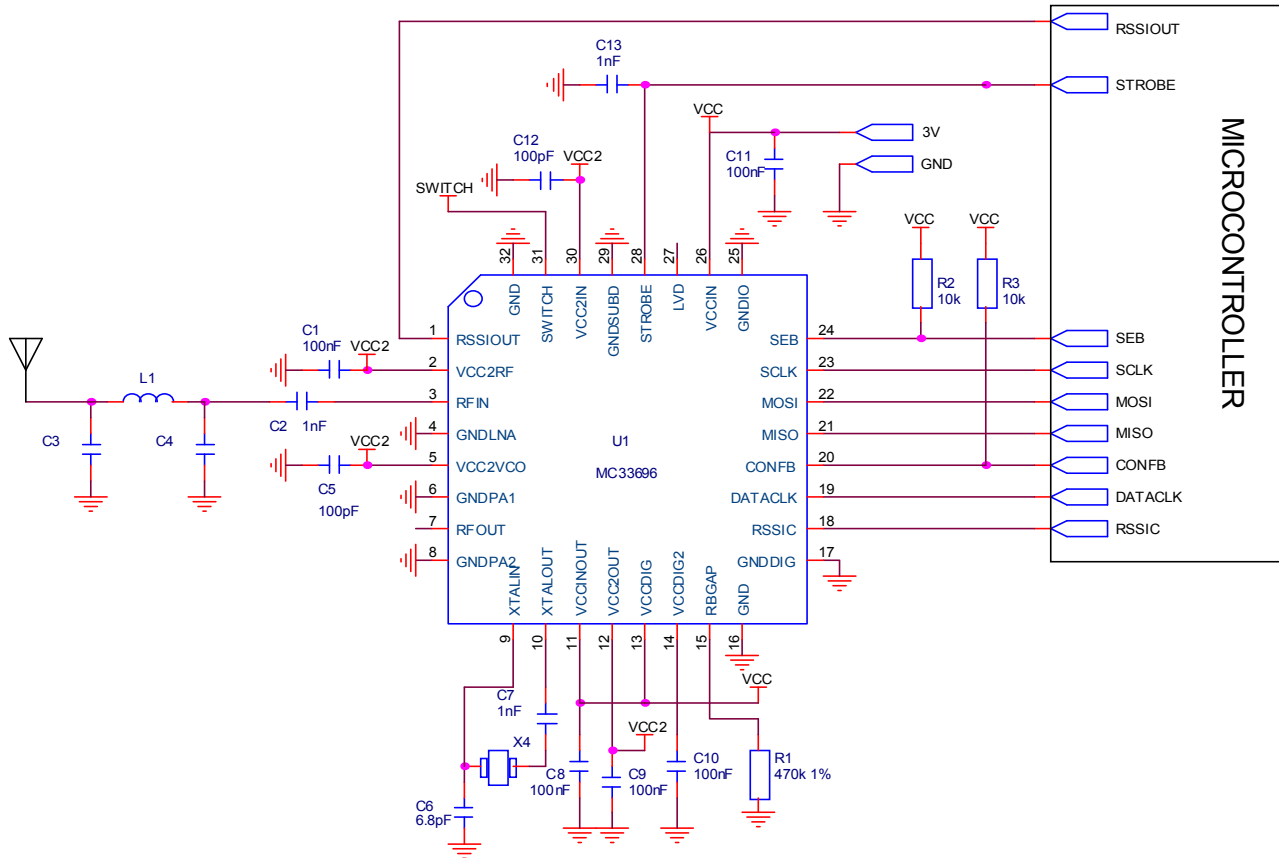 RSSIOUT
C13
1nF
STROBE
VCC
3V
C12
100pF
VCC2
C11
100nF
GND
SWITCH
VCC
VCC
MICROCONTROLLER
32
31
30
29
28
27
26
25
GND
SWITCH
VCC2IN
GNDSUBD
STROBE
LVD
VCCIN
GNDIO
R2
10k
R3
10k
C1
100nF
VCC2
1
RSSIOUT
SEB
24
SEB
2
VCC2RF
SCLK
23
SCLK
L1
3
RFIN
MOSI
22
MOSI
C2
1nF
C3
C4
4
GNDLNA
U1
MISO
21
MISO
VCC2
5
VCC2VCO
MC33696
CONFB
20
CONFB
C5
100pF
6
GNDPA1
DATACLK
19
DATACLK
7
RFOUT
RSSIC
18
RSSIC
8
GNDPA2
GNDDIG
17
XTALIN
XTALOUT
VCCINOUT
VCC2OUT
VCCDIG
VCCDIG2
RBGAP
GND
9
10
11
12
13
14
15
16
VCC
C7
1nF
VCC2
X4
C8
100nF
C9
100nF
C10
100nF
R1
470k 1%
C6
6.8pF